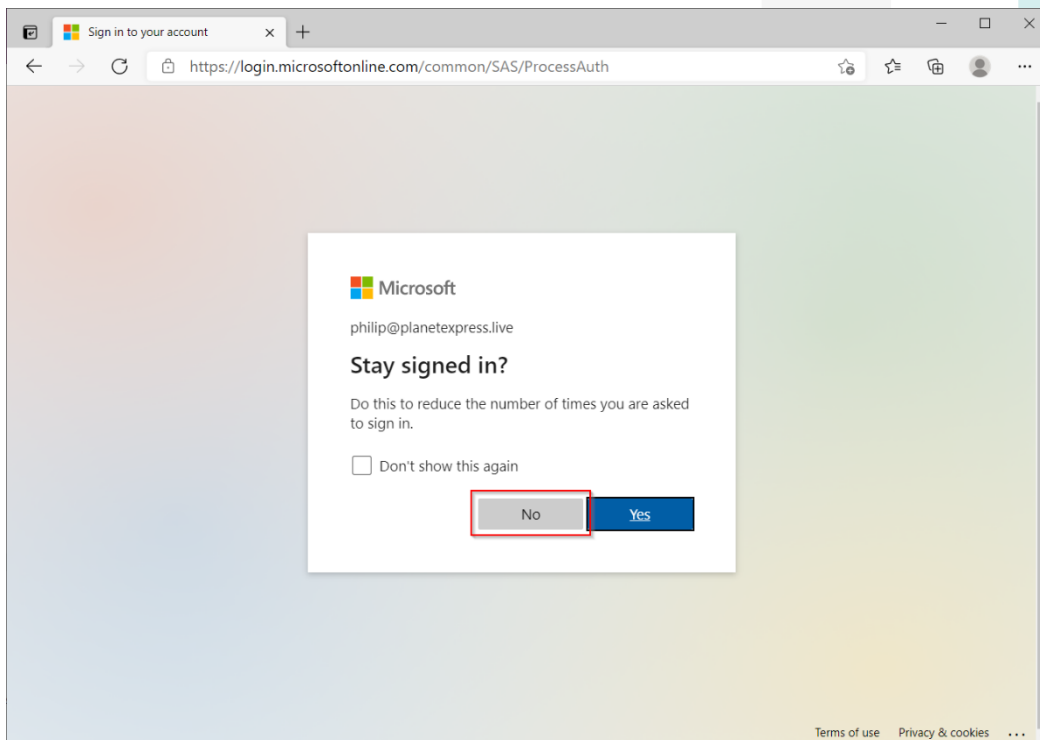 Sign in to your account
https://login.microsoftonline.com/common/SAS/ProcessAuth
Microsoft
philip@planetexpress.live
Stay signed in?
Do this to reduce the number of times you are asked
to sign in.
Don't show this again
No Yes
Terms of use Privacy & cookies ...